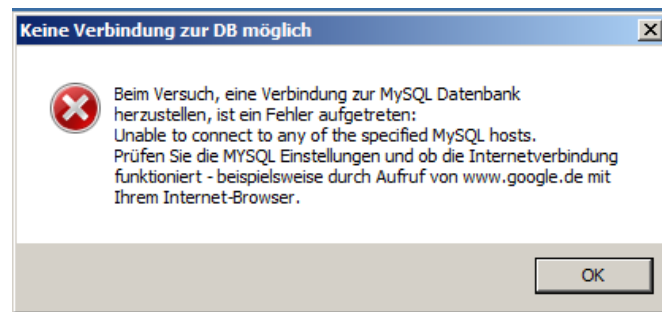 Keine Verbindung zur DB möglich
Beim Versuch, eine Verbindung zur MySQL Datenbank
herzustellen, ist ein Fehler aufgetreten:
Unable to connect to any of the specified MySQL hosts.
Prüfen Sie die MYSQL Einstellungen und ob die Internetverbindung
funktioniert - beispielsweise durch Aufruf von www.google.de mit
Ihrem Internet-Browser.
OK